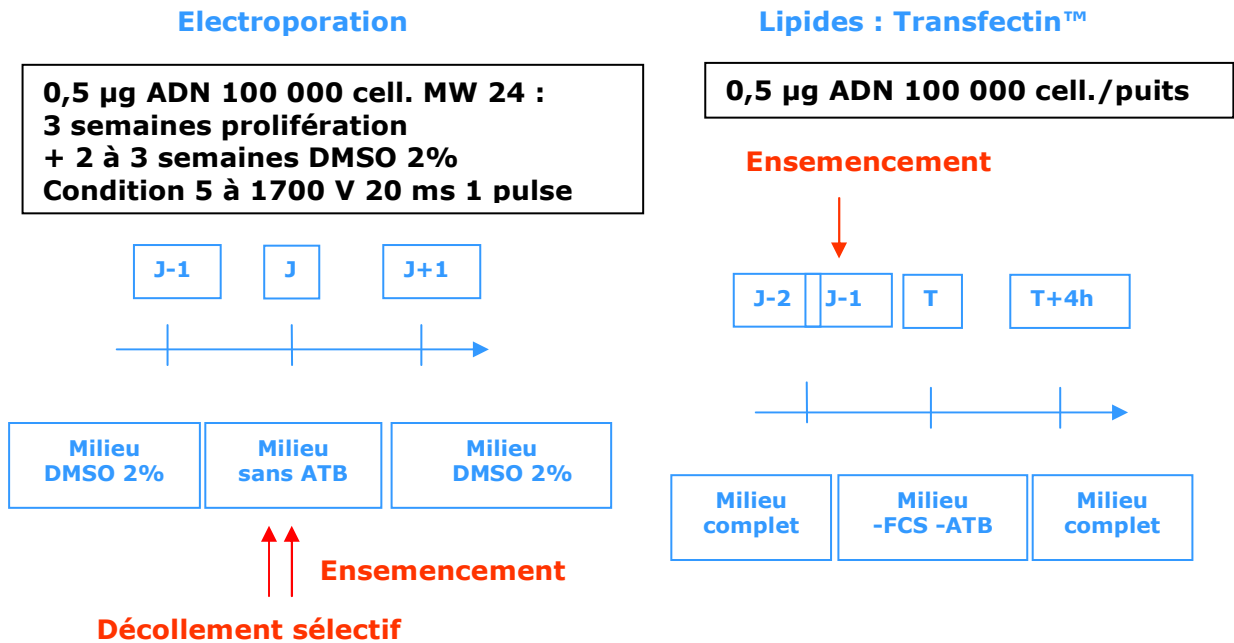 Electroporation
0,5 µg ADN 100 000 cell. MW 24 :
3 semaines prolifération
+ 2 à 3 semaines DMSO 2%
Condition 5 à 1700 V 20 ms 1 pulse
J-1
J
J+1
Milieu
DMSO 2%
Milieu
sans ATB
Milieu
DMSO 2%
Ensemencement
Décollement sélectif
Lipides : Transfectin™
0,5 µg ADN 100 000 cell./puits
Ensemencement
J-2
J-1
T
T+4h
Milieu
complet
Milieu
-FCS -ATB
Milieu
complet